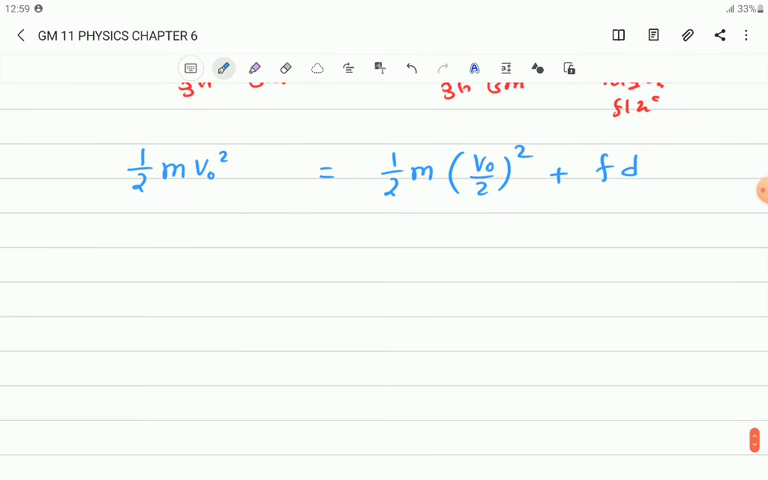 12:59 33%
GM 11 PHYSICS CHAPTER 6
1/2 m v₀² = 1/2 m (v₀/2)² + f d